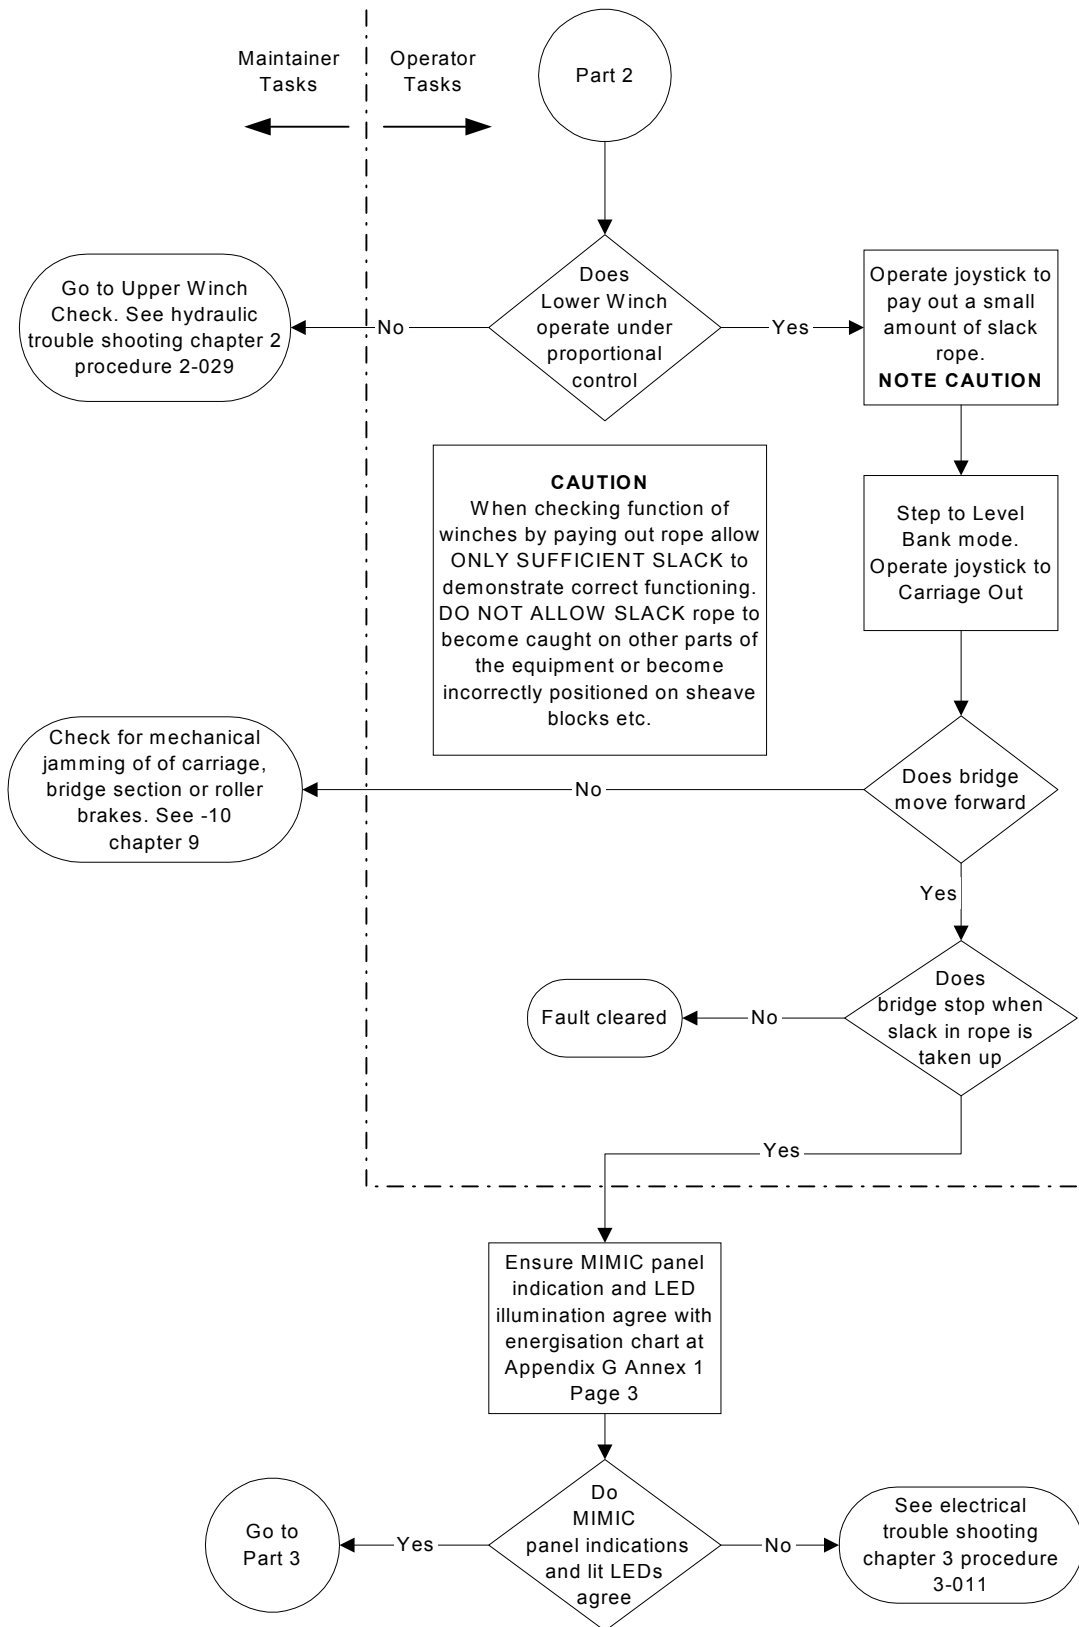 Maintainer
Tasks
Operator
Tasks
Part 2
Does
Lower Winch
operate under
proportional
control
No
Go to Upper Winch
Check. See hydraulic
trouble shooting chapter 2
procedure 2-029
Yes
Operate joystick to
pay out a small
amount of slack
rope.
NOTE CAUTION
CAUTION
When checking function of
winches by paying out rope allow
ONLY SUFFICIENT SLACK to
demonstrate correct functioning.
DO NOT ALLOW SLACK rope to
become caught on other parts of
the equipment or become
incorrectly positioned on sheave
blocks etc.
Step to Level
Bank mode.
Operate joystick to
Carriage Out
Does bridge
move forward
No
Check for mechanical
jamming of of carriage,
bridge section or roller
brakes. See -10
chapter 9
Yes
Does
bridge stop when
slack in rope is
taken up
No
Fault cleared
Yes
Ensure MIMIC panel
indication and LED
illumination agree with
energisation chart at
Appendix G Annex 1
Page 3
Do
MIMIC
panel indications
and lit LEDs
agree
Yes
Go to
Part 3
No
See electrical
trouble shooting
chapter 3 procedure
3-011